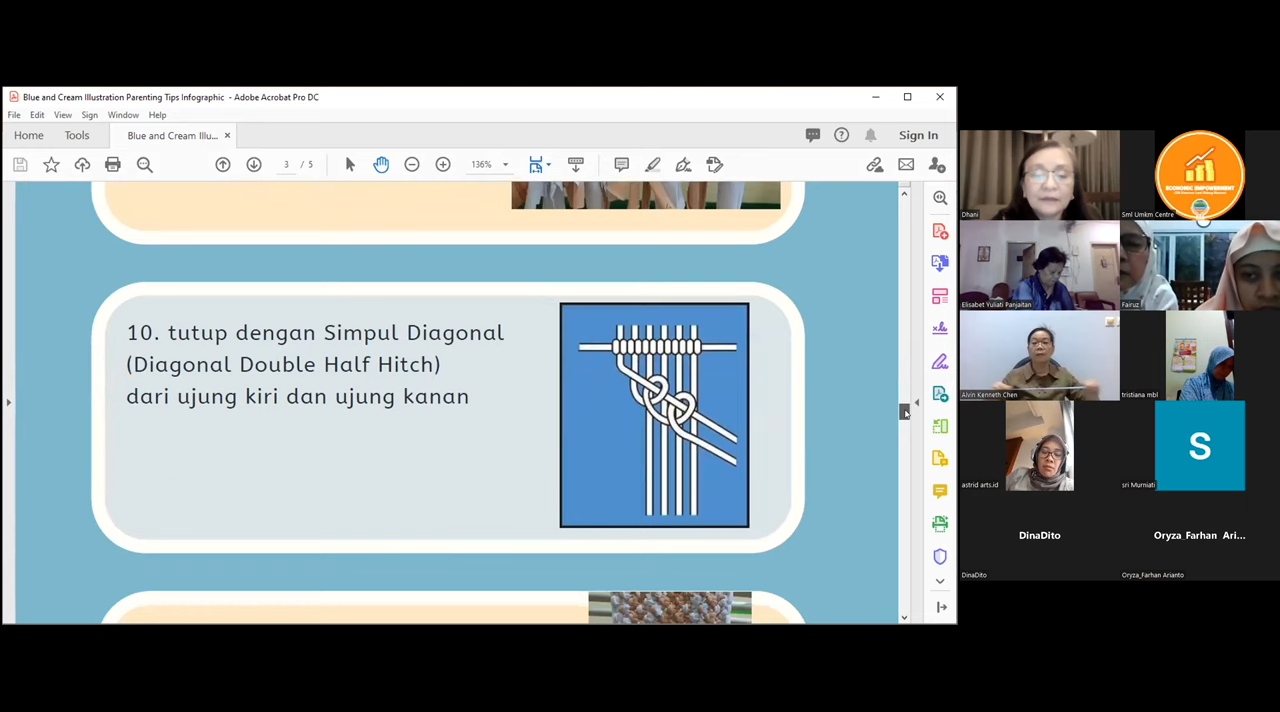 Blue and Cream Illustration Parenting Tips Infographic - Adobe Acrobat Pro DC
File Edit View Sign Window Help
Home Tools Blue and Cream Illu... × Sign In
3 / 5 136%
10. tutup dengan Simpul Diagonal
(Diagonal Double Half Hitch)
dari ujung kiri dan ujung kanan
Dhani
ECONOMIC EMPOWERMENT
Sml Umkm Centre
Elisabet Yuliati Panjaitan
Fairuz
Alvin Kenneth Chen
tristiana mbl
astrid arts.id
S
sri Murniati
DinaDito
DinaDito
Oryza_Farhan Ari...
Oryza_Farhan Arianto